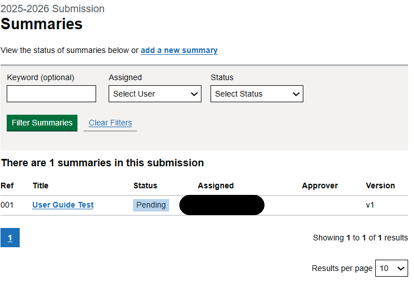 2025-2026 Submission
Summaries
View the status of summaries below or add a new summary
Keyword (optional) Assigned Status
Select User Select Status
Filter Summaries Clear Filters
There are 1 summaries in this submission
Ref Title Status Assigned Approver Version
001 User Guide Test Pending v1
1 Showing 1 to 1 of 1 results
Results per page 10